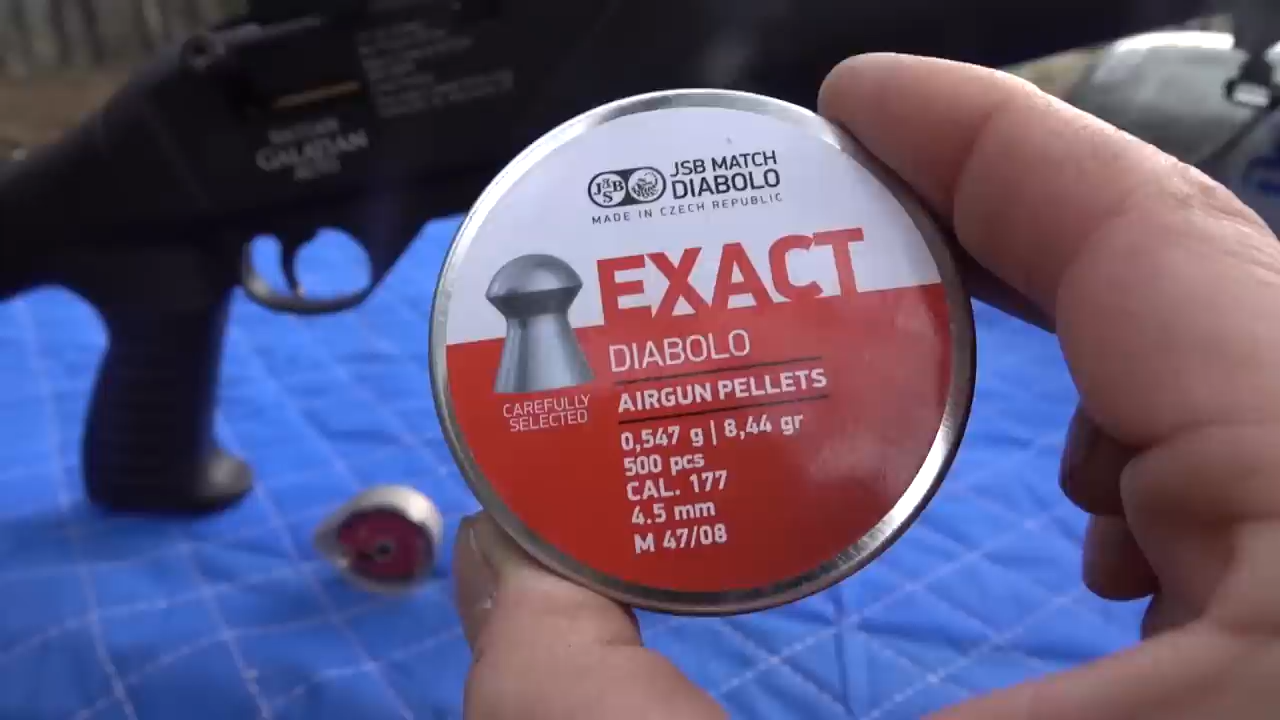 GALATIAN
J&B
S
JSB MATCH
DIABOLO
MADE IN CZECH REPUBLIC
EXACT
DIABOLO
AIRGUN PELLETS
CAREFULLY
SELECTED
0,547 g | 8,44 gr
500 pcs
CAL. 177
4.5 mm
M 47/08